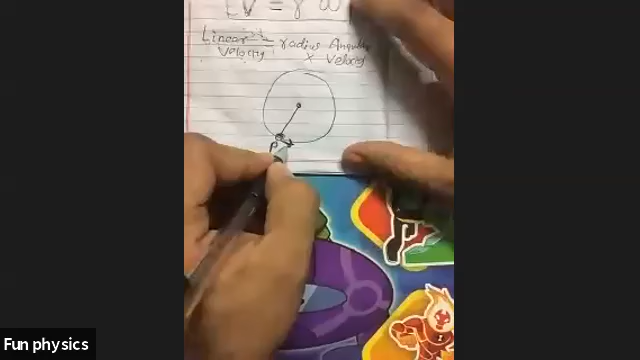 V = r ω
Linear = radius Angular
Velocity × Velocity
P
Fun physics